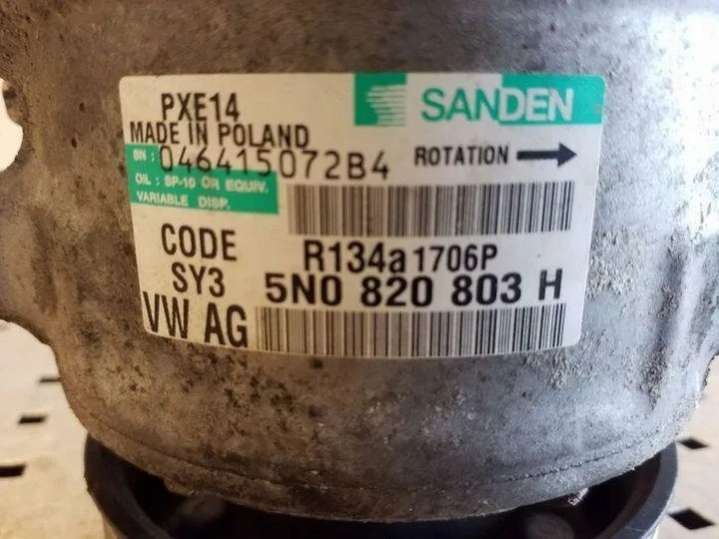 PXE14
SANDEN
MADE IN POLAND
SN : 046415072B4
ROTATION
OIL : SP-10 OR EQUIV.
VARIABLE DISP.
CODE
SY3
R134a 1706P
5N0 820 803 H
VW AG